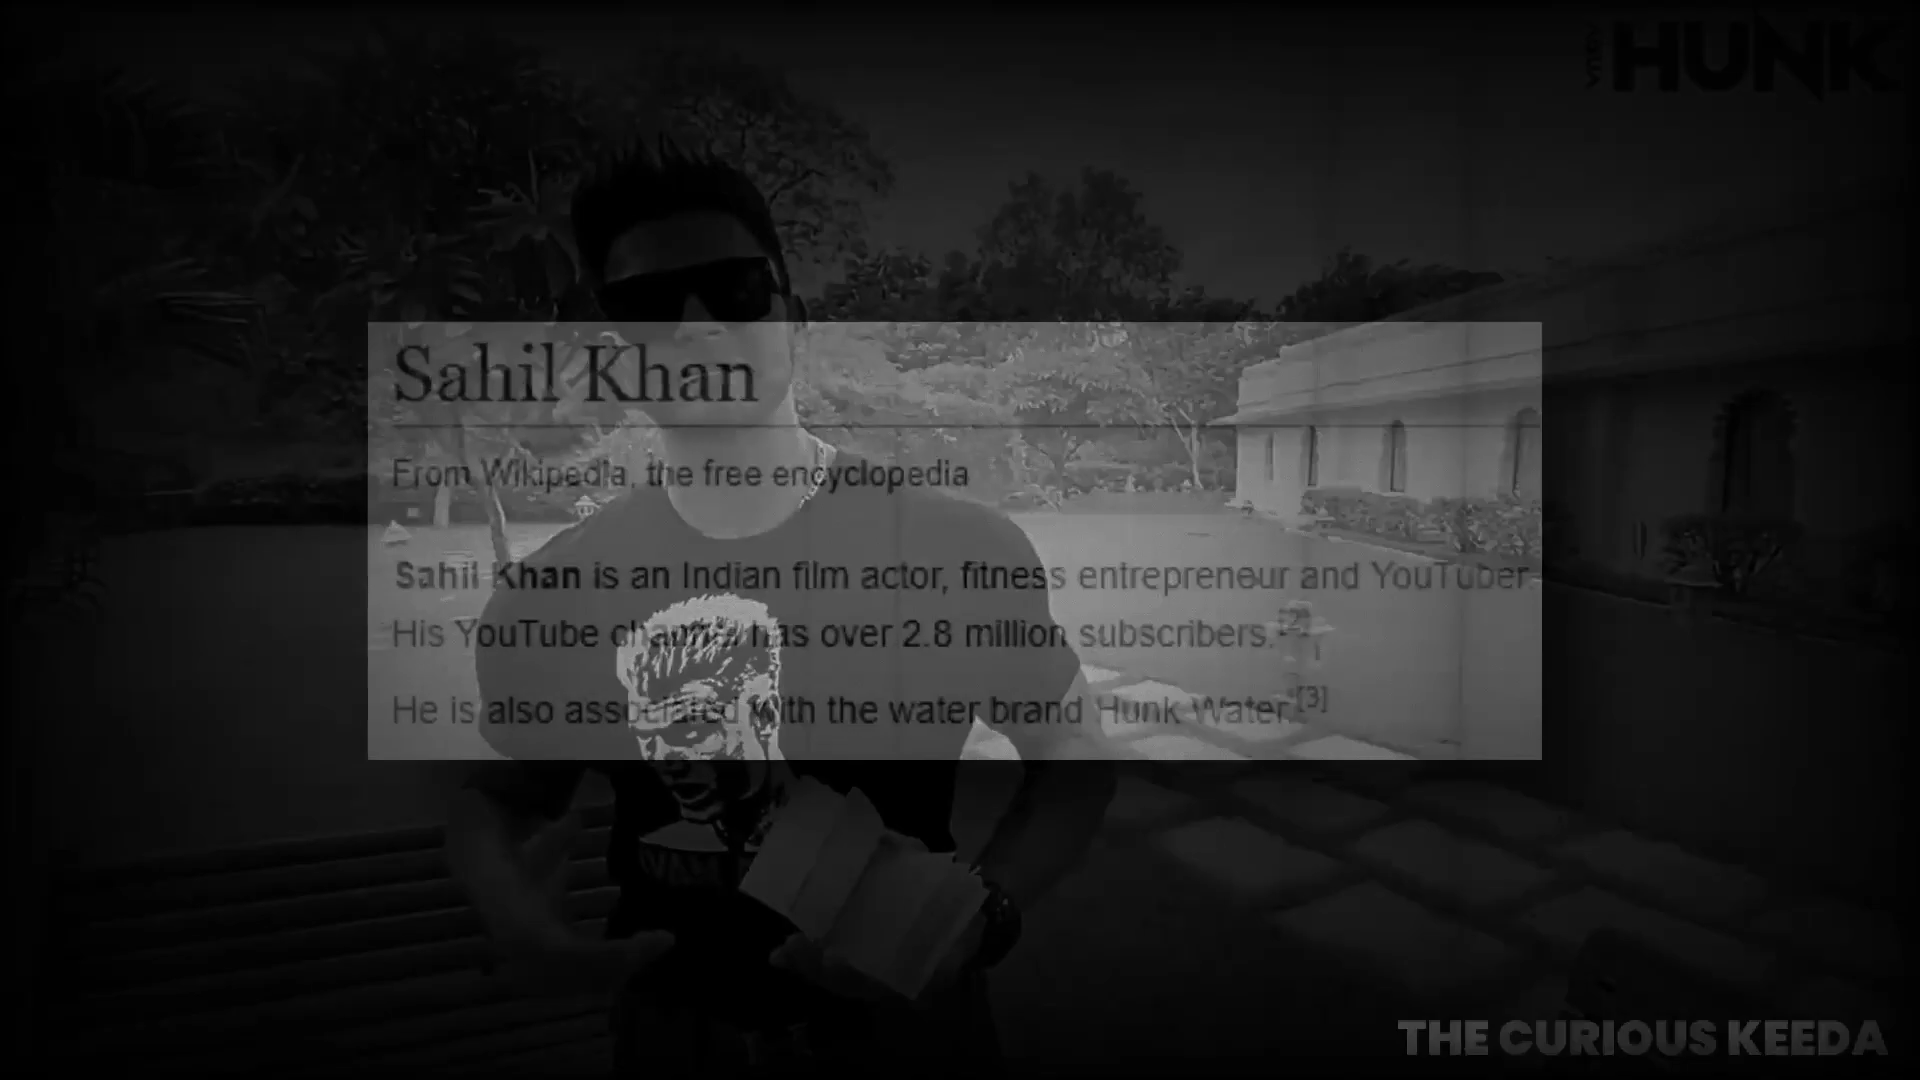 HUNK
Sahil Khan
From Wikipedia, the free encyclopedia
Sahil Khan is an Indian film actor, fitness entrepreneur and YouTuber.
His YouTube channel has over 2.8 million subscribers.[2]
He is also associated with the water brand Hunk Water.[3]
THE CURIOUS KEEDA